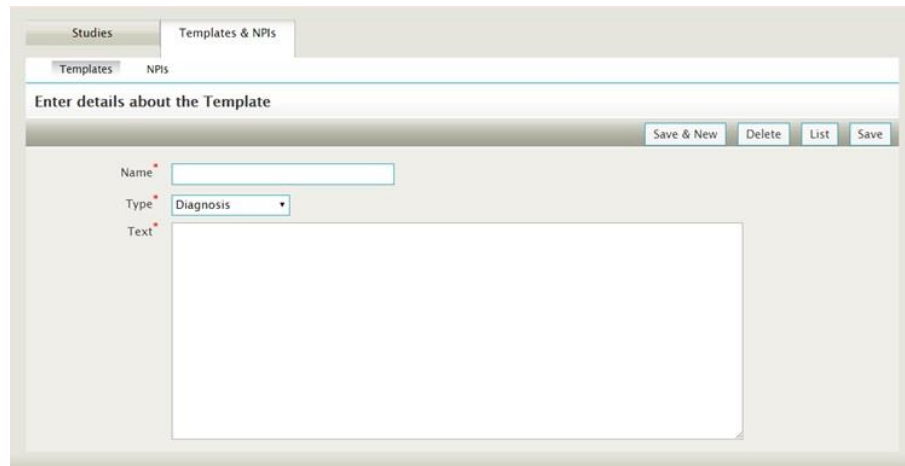 Studies Templates & NPIs
Templates NPIs
Enter details about the Template
Save & New Delete List Save
Name*
Type* Diagnosis
Text*